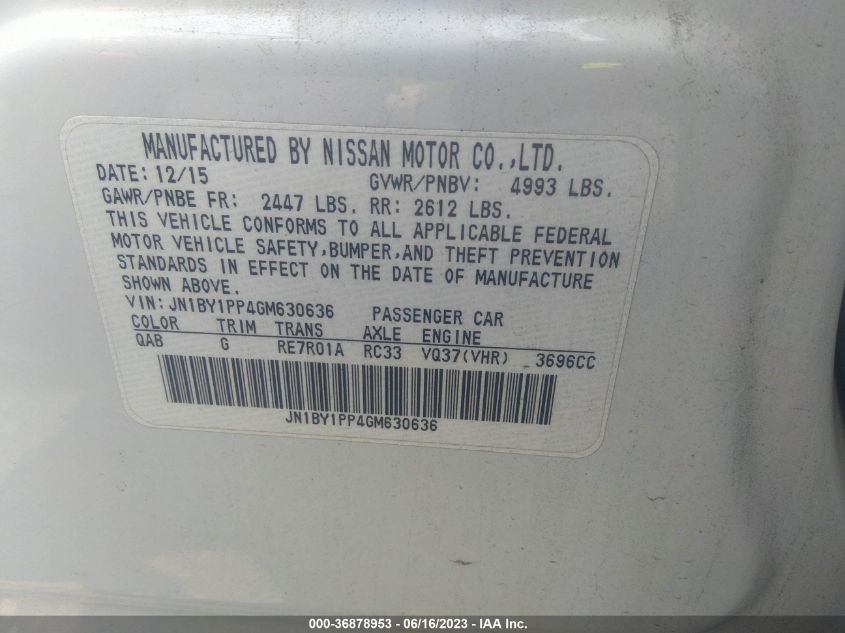 MANUFACTURED BY NISSAN MOTOR CO.,LTD.
DATE: 12/15 GVWR/PNBV: 4993 LBS.
GAWR/PNBE FR: 2447 LBS. RR: 2612 LBS.
THIS VEHICLE CONFORMS TO ALL APPLICABLE FEDERAL
MOTOR VEHICLE SAFETY,BUMPER,AND THEFT PREVENTION
STANDARDS IN EFFECT ON THE DATE OF MANUFACTURE
SHOWN ABOVE.
VIN:JN1BY1PP4GM630636 PASSENGER CAR
COLOR TRIM TRANS AXLE ENGINE
QAB G RE7R01A RC33 VQ37(VHR) 3696CC
JN1BY1PP4GM630636
000-36878953 - 06/16/2023 - IAA Inc.